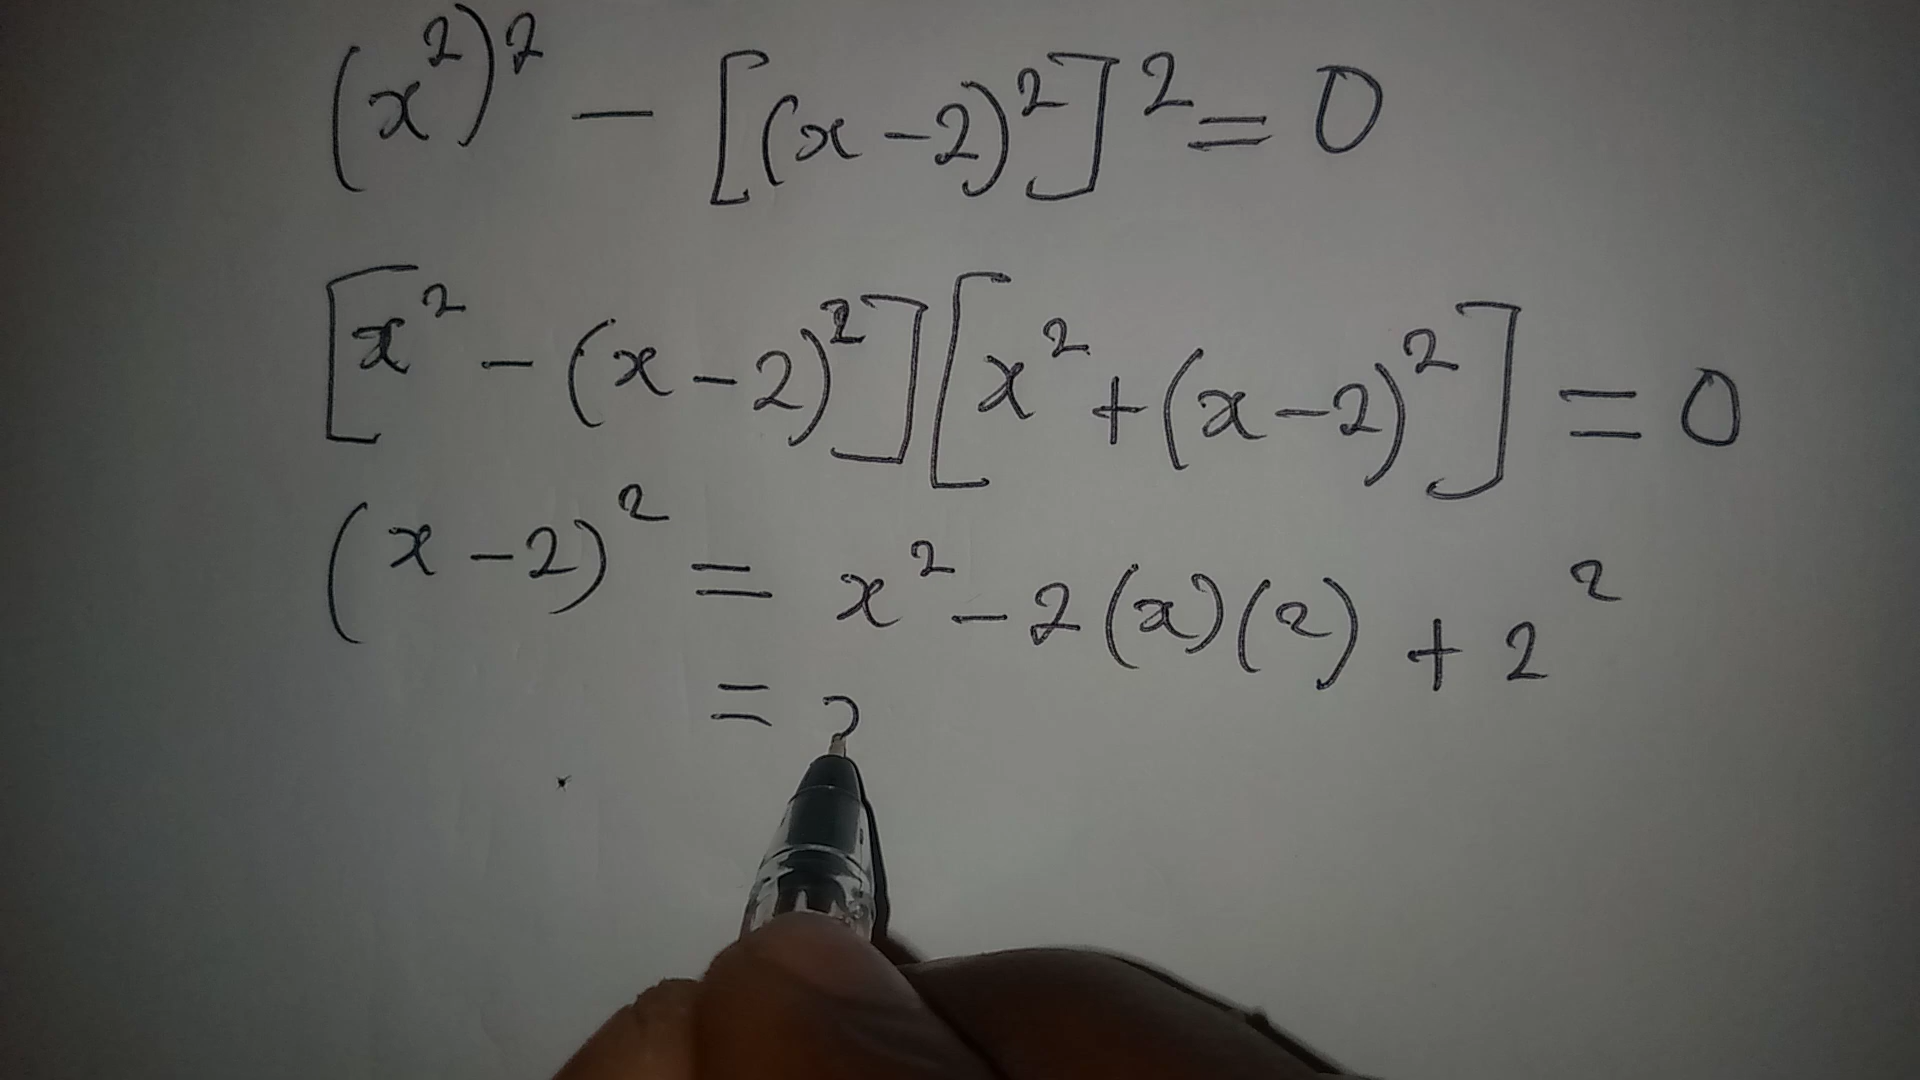 (x²)² − [(x−2)²]² = 0
[x² − (x−2)²][x² + (x−2)²] = 0
(x−2)² = x² − 2(x)(2) + 2²
=